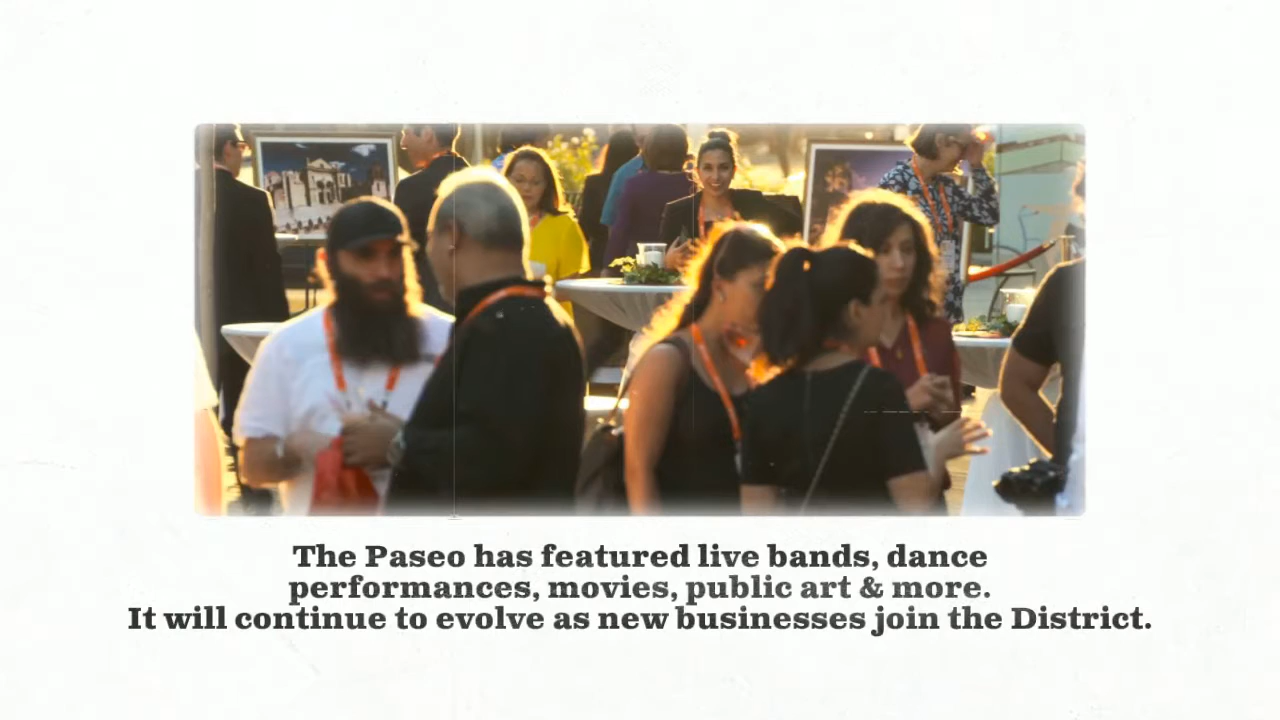 The Paseo has featured live bands, dance
performances, movies, public art & more.
It will continue to evolve as new businesses join the District.